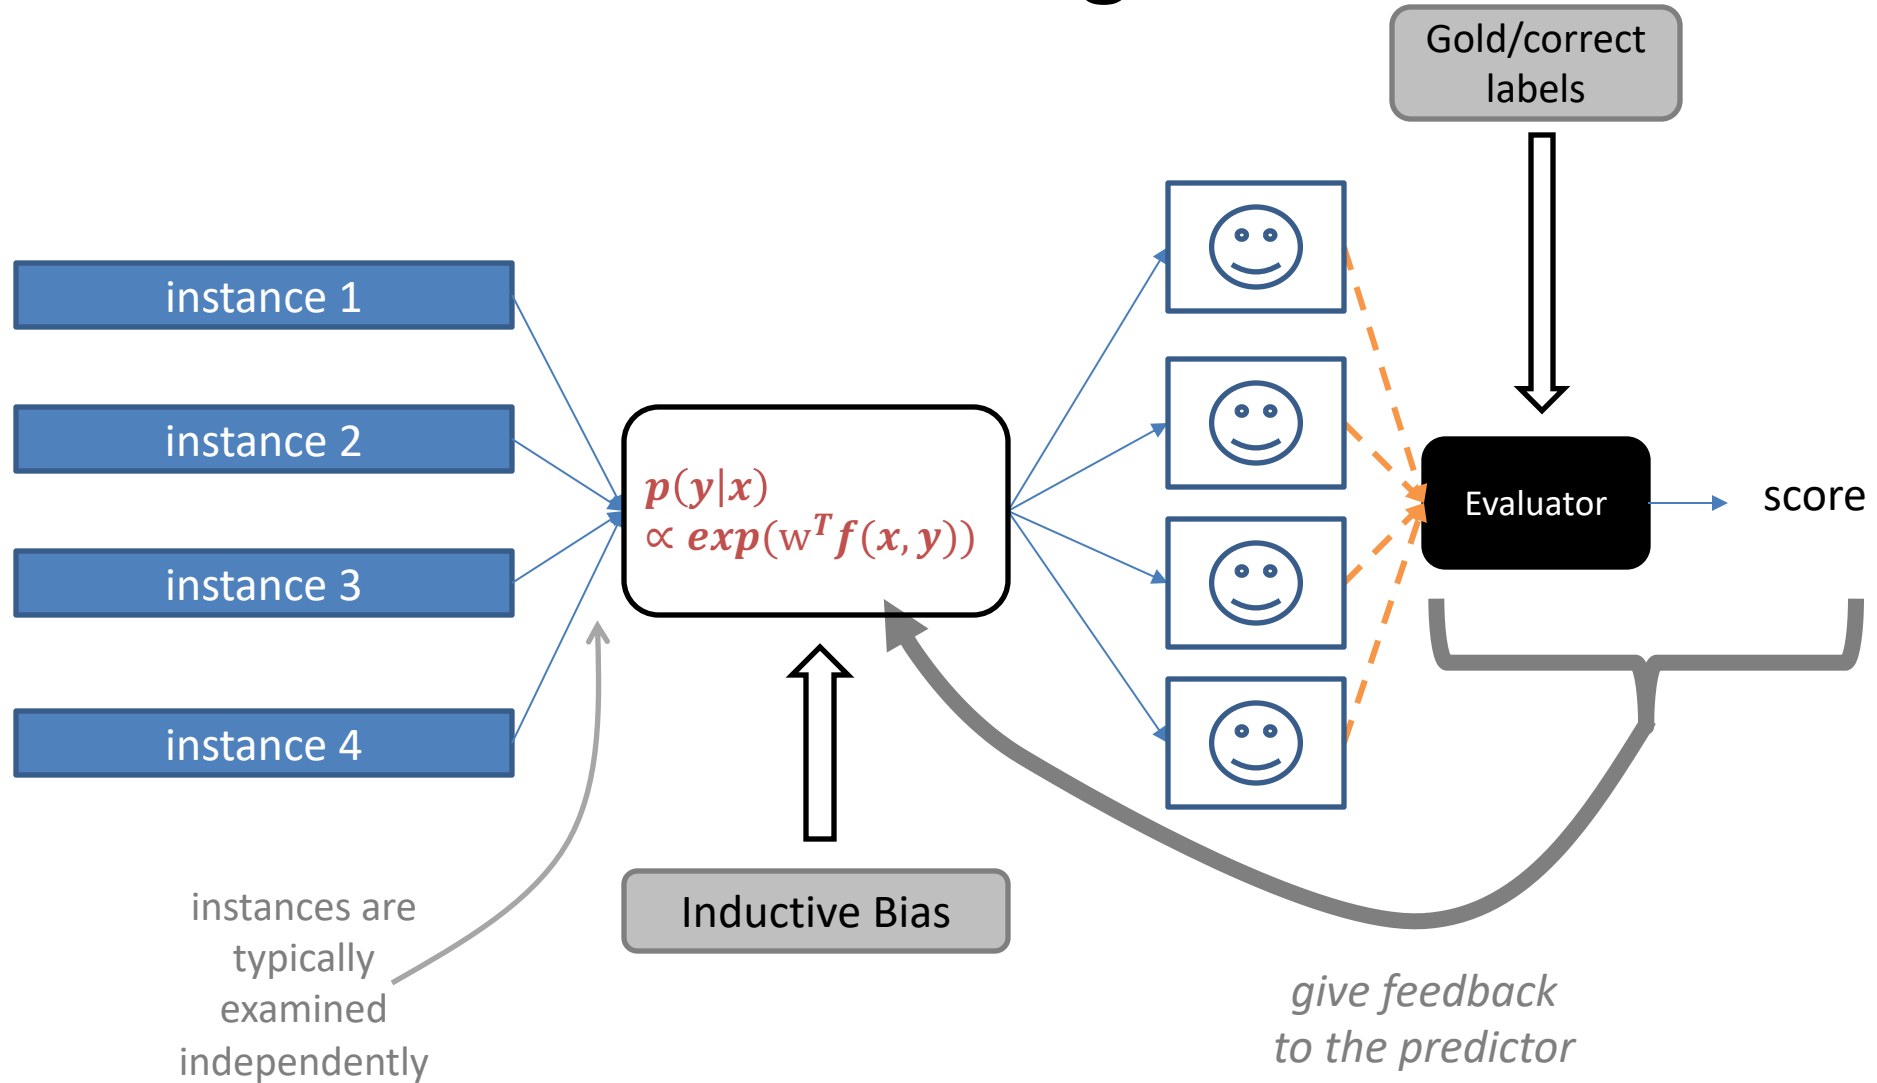 Gold/correct
labels
instance 1
instance 2
instance 3
instance 4
p(y|x)
∝ exp(wᵀf(x, y))
Evaluator
score
Inductive Bias
instances are
typically
examined
independently
give feedback
to the predictor